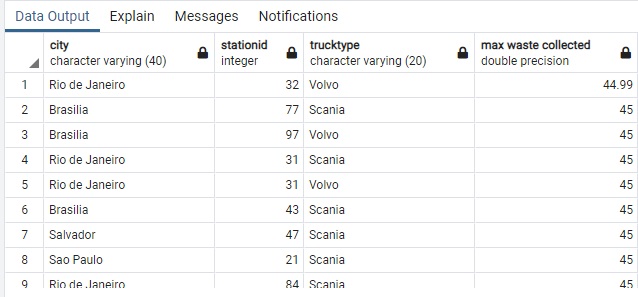 Data Output Explain Messages Notifications
city stationid trucktype max waste collected
character varying (40) integer character varying (20) double precision
1 Rio de Janeiro 32 Volvo 44.99
2 Brasilia 77 Scania 45
3 Brasilia 97 Volvo 45
4 Rio de Janeiro 31 Scania 45
5 Rio de Janeiro 31 Volvo 45
6 Brasilia 43 Scania 45
7 Salvador 47 Scania 45
8 Sao Paulo 21 Scania 45
9 Rio de Janeiro 84 Scania 45